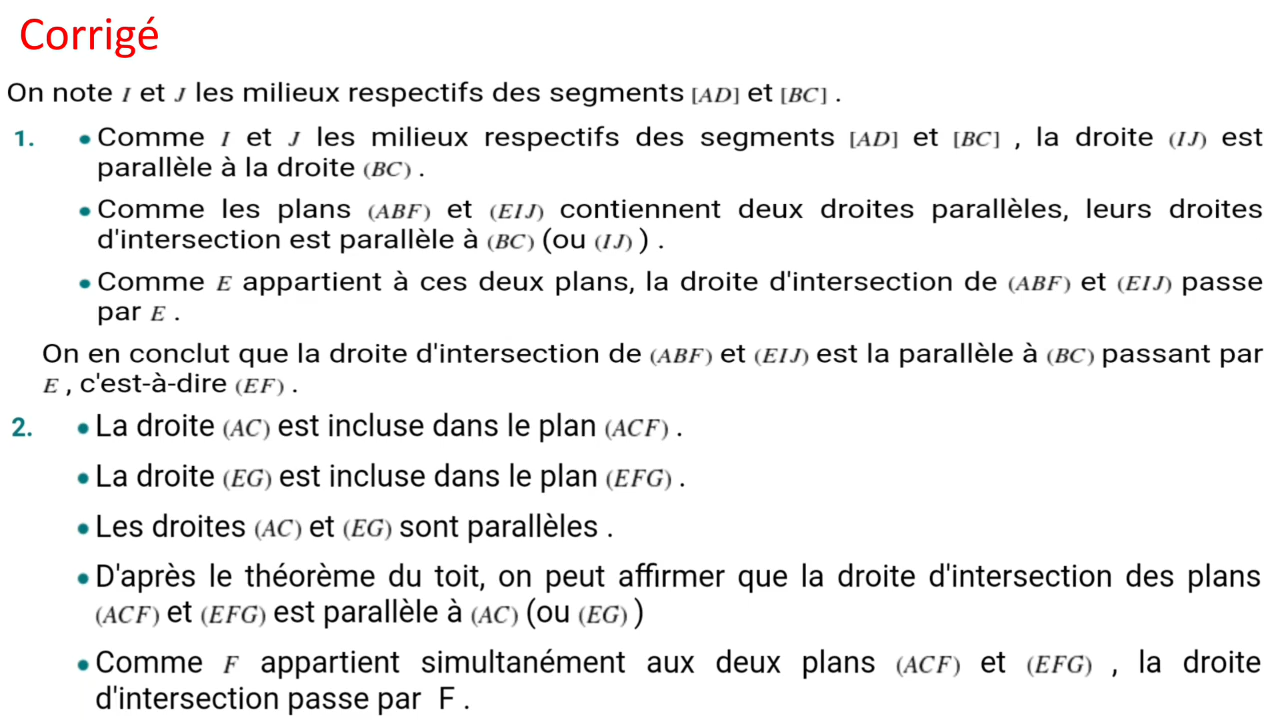 Corrigé
On note I et J les milieux respectifs des segments [AD] et [BC] .
1. • Comme I et J les milieux respectifs des segments [AD] et [BC] , la droite (IJ) est
parallèle à la droite (BC) .
• Comme les plans (ABF) et (EIJ) contiennent deux droites parallèles, leurs droites
d'intersection est parallèle à (BC) (ou (IJ) ) .
• Comme E appartient à ces deux plans, la droite d'intersection de (ABF) et (EIJ) passe
par E .
On en conclut que la droite d'intersection de (ABF) et (EIJ) est la parallèle à (BC) passant par
E , c'est-à-dire (EF) .
2. • La droite (AC) est incluse dans le plan (ACF) .
• La droite (EG) est incluse dans le plan (EFG) .
• Les droites (AC) et (EG) sont parallèles .
• D'après le théorème du toit, on peut affirmer que la droite d'intersection des plans
(ACF) et (EFG) est parallèle à (AC) (ou (EG) )
• Comme F appartient simultanément aux deux plans (ACF) et (EFG) , la droite
d'intersection passe par F .